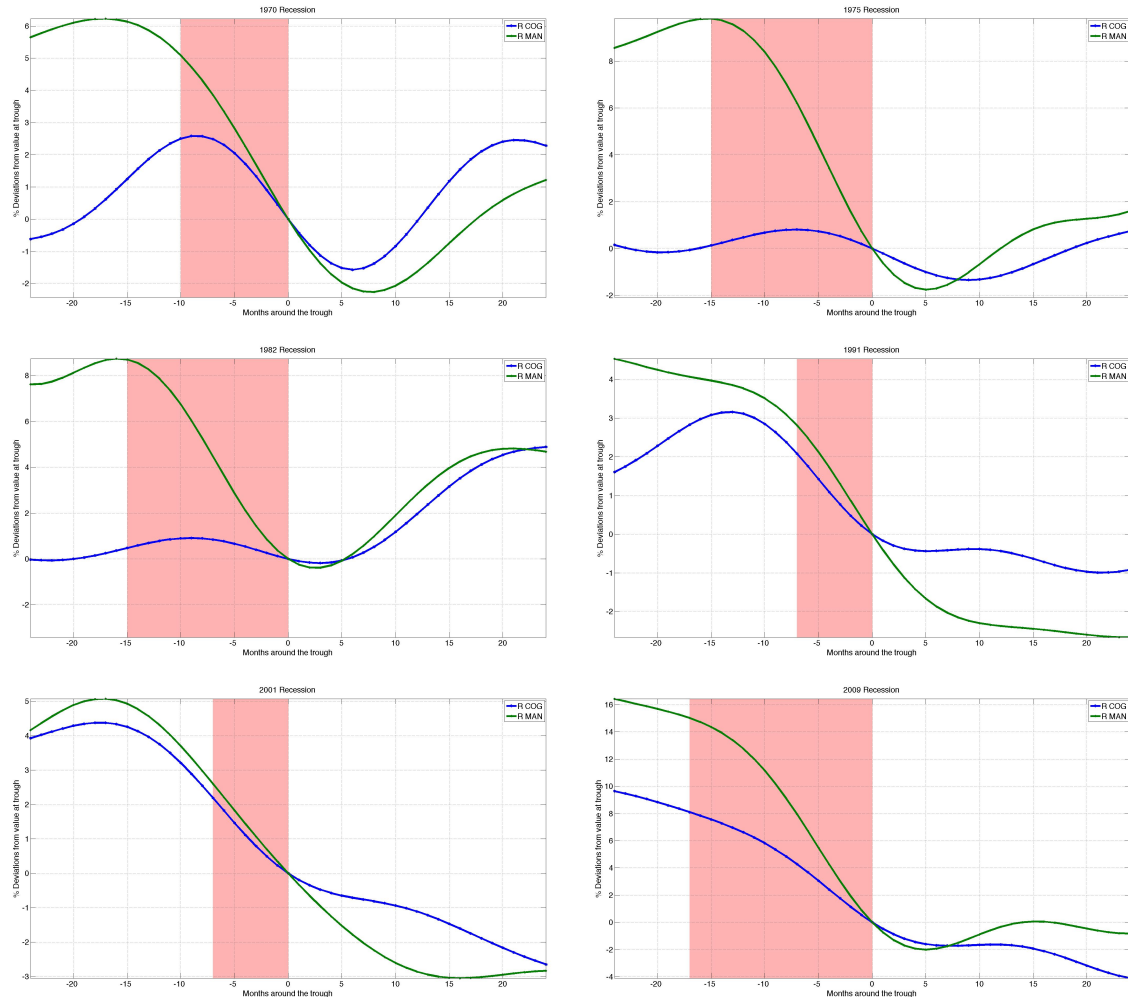 1970 Recession
% Deviations from value at trough
6
5
4
3
2
1
0
-1
-2
R COG
R MAN
-20 -15 -10 -5 0 5 10 15 20
Months around the trough
1975 Recession
% Deviations from value at trough
8
6
4
2
0
-2
R COG
R MAN
-20 -15 -10 -5 0 5 10 15 20
Months around the trough
1982 Recession
% Deviations from value at trough
8
6
4
2
0
-2
R COG
R MAN
-20 -15 -10 -5 0 5 10 15 20
Months around the trough
1991 Recession
% Deviations from value at trough
4
3
2
1
0
-1
-2
R COG
R MAN
-20 -15 -10 -5 0 5 10 15 20
Months around the trough
2001 Recession
% Deviations from value at trough
5
4
3
2
1
0
-1
-2
-3
R COG
R MAN
-20 -15 -10 -5 0 5 10 15 20
Months around the trough
2009 Recession
% Deviations from value at trough
16
14
12
10
8
6
4
2
0
-2
-4
R COG
R MAN
-20 -15 -10 -5 0 5 10 15 20
Months around the trough